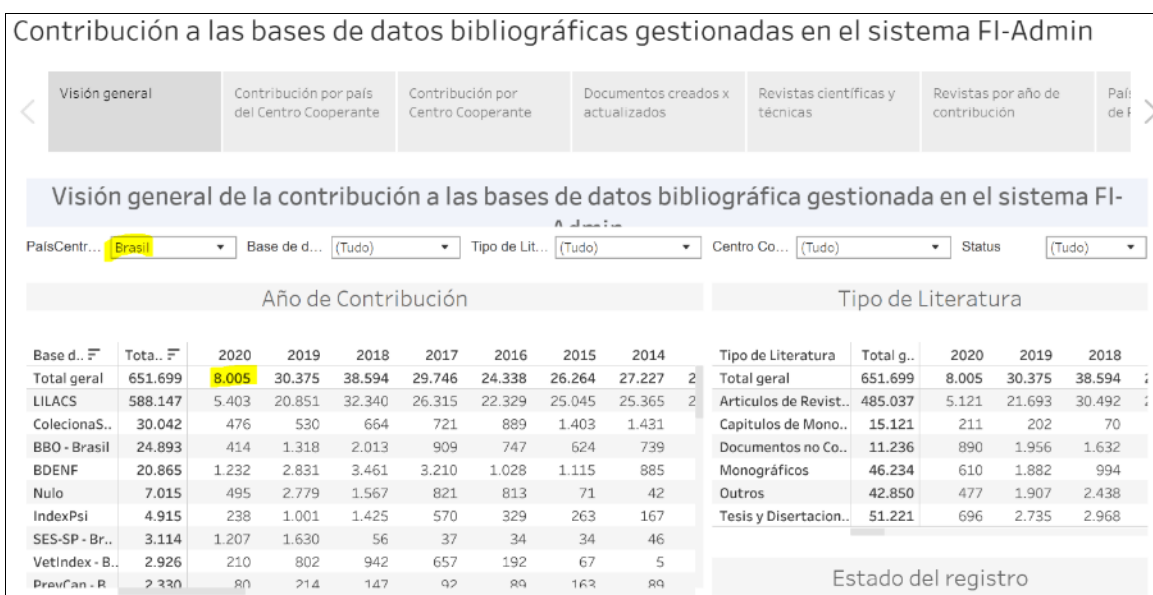 Contribución a las bases de datos bibliográficas gestionadas en el sistema FI-Admin
Visión general
Contribución por país
del Centro Cooperante
Contribución por
Centro Cooperante
Documentos creados x
actualizados
Revistas científicas y
técnicas
Revistas por año de
contribución
Visión general de la contribución a las bases de datos bibliográfica gestionada en el sistema FI-
Admin
PaísCentr... Brasil Base de d... (Tudo) Tipo de Lit... (Tudo) Centro Co... (Tudo) Status (Tudo)
Año de Contribución
Base d.. Tota.. 2020 2019 2018 2017 2016 2015 2014
Total geral 651.699 8.005 30.375 38.594 29.746 24.338 26.264 27.227 2
LILACS 588.147 5.403 20.851 32.340 26.315 22.329 25.045 25.365 2
ColecionaS.. 30.042 476 530 664 721 889 1.403 1.431
BBO - Brasil 24.893 414 1.318 2.013 909 747 624 739
BDENF 20.865 1.232 2.831 3.461 3.210 1.028 1.115 885
Nulo 7.015 495 2.779 1.567 821 813 71 42
IndexPsi 4.915 238 1.001 1.425 570 329 263 167
SES-SP - Br.. 3.114 1.207 1.630 56 37 34 34 46
VetIndex - B.. 2.926 210 802 942 657 192 67 5
PrevCan - B 2.330 80 214 147 92 89 163 89
Tipo de Literatura
Tipo de Literatura Total g.. 2020 2019 2018
Total geral 651.699 8.005 30.375 38.594
Articulos de Revist.. 485.037 5.121 21.693 30.492
Capitulos de Mono.. 15.121 211 202 70
Documentos no Co.. 11.236 890 1.956 1.632
Monográficos 46.234 610 1.882 994
Outros 42.850 477 1.907 2.438
Tesis y Disertacion.. 51.221 696 2.735 2.968
Estado del registro